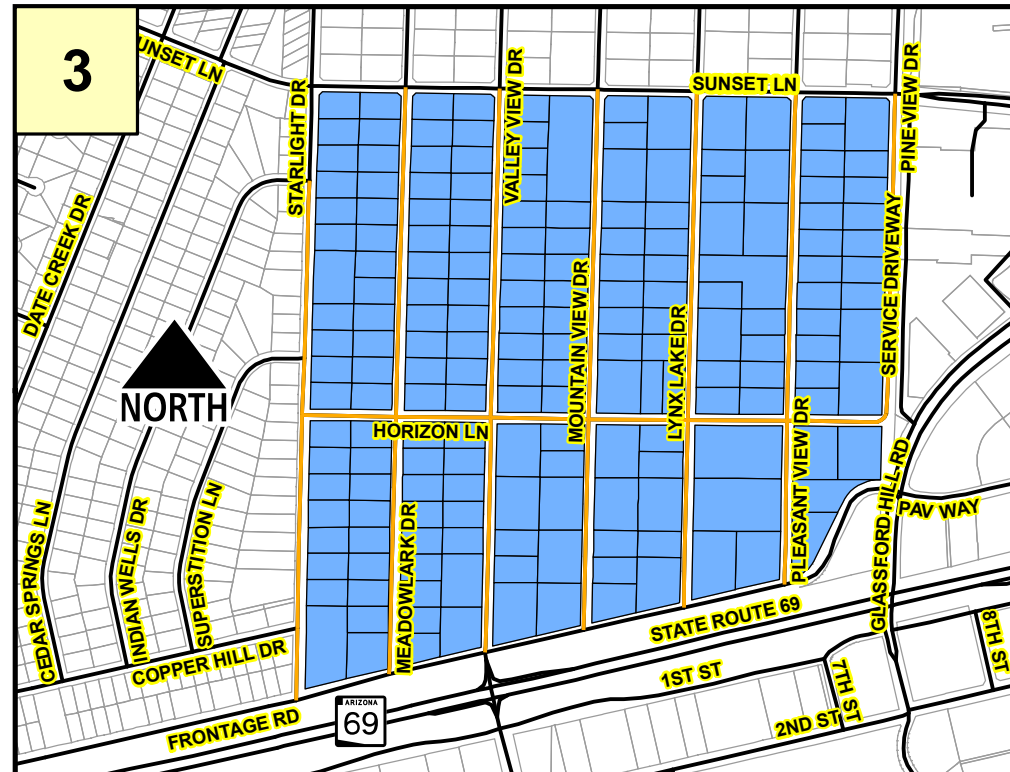 3
UNSET LN
SUNSET LN
STARLIGHT DR
VALLEY VIEW DR
PINE VIEW DR
DATE CREEK DR
SERVICE DRIVEWAY
MOUNTAIN VIEW DR
LYNX LAKE DR
NORTH
HORIZON LN
PLEASANT VIEW DR
GLASSFORD HILL RD
PAV WAY
CEDAR SPRINGS LN
INDIAN WELLS DR
SUPERSTITION LN
MEADOWLARK DR
COPPER HILL DR
STATE ROUTE 69
8TH ST
1ST ST
7TH ST
ARIZONA
69
FRONTAGE RD
2ND ST